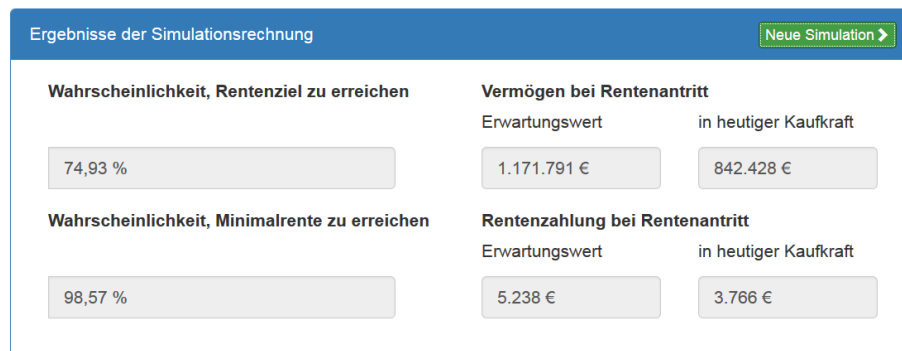 Ergebnisse der Simulationsrechnung
Neue Simulation
Wahrscheinlichkeit, Rentenziel zu erreichen
Vermögen bei Rentenantritt
Erwartungswert
in heutiger Kaufkraft
74,93 %
1.171.791 €
842.428 €
Wahrscheinlichkeit, Minimalrente zu erreichen
Rentenzahlung bei Rentenantritt
Erwartungswert
in heutiger Kaufkraft
98,57 %
5.238 €
3.766 €